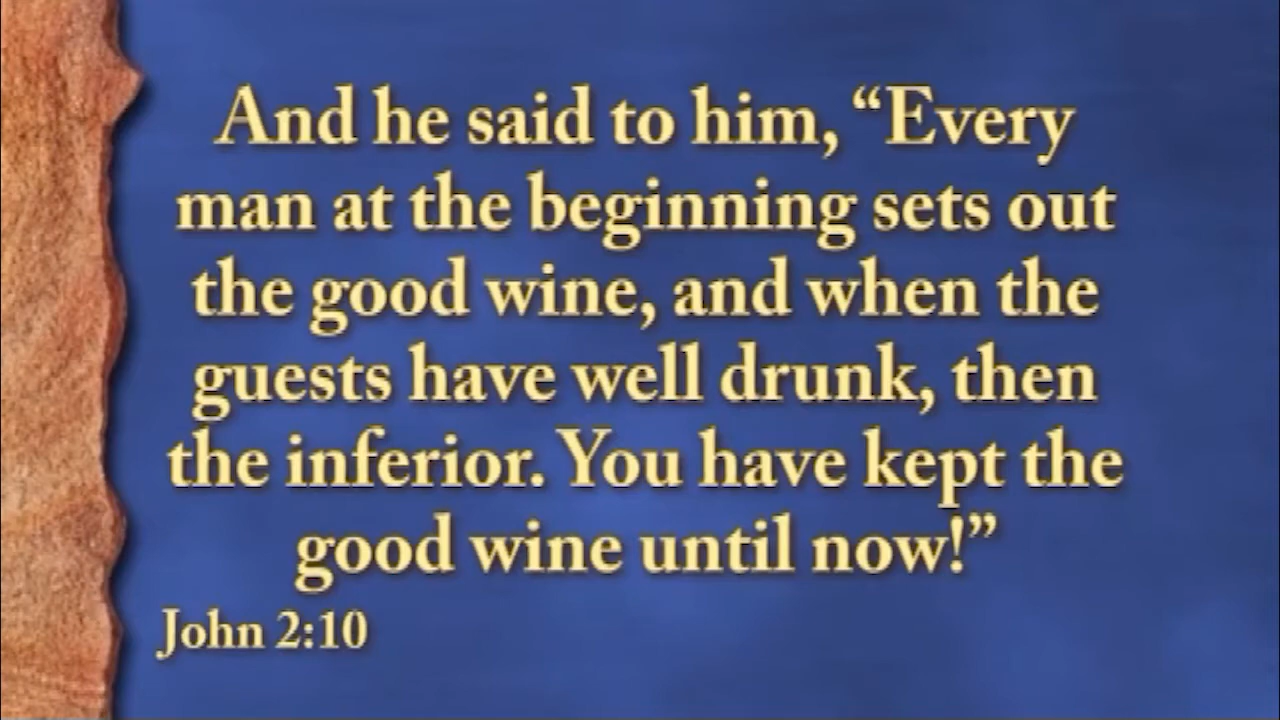 And he said to him, “Every
man at the beginning sets out
the good wine, and when the
guests have well drunk, then
the inferior. You have kept the
good wine until now!”
John 2:10